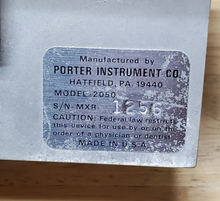 Manufactured by
PORTER INSTRUMENT CO.
HATFIELD, PA. 19440
MODEL: 2050
S/N-MXR 1256
CAUTION: Federal law restricts
this device for use by or on the
order of a physician or dentist.
MADE IN U.S.A.